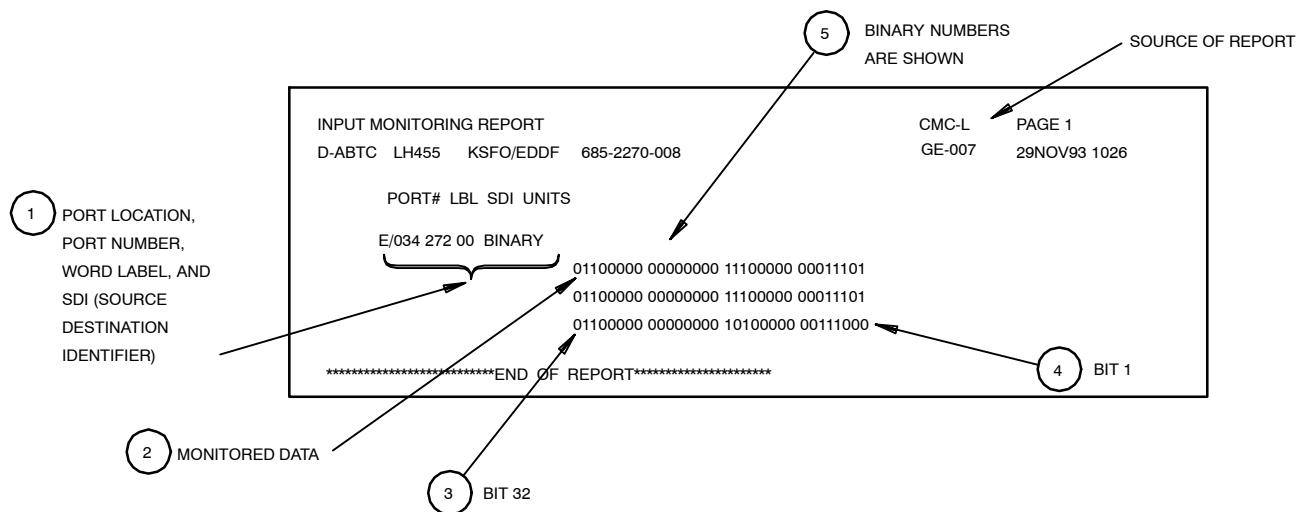 5 BINARY NUMBERS
ARE SHOWN
SOURCE OF REPORT
INPUT MONITORING REPORT CMC-L PAGE 1
D-ABTC LH455 KSFO/EDDF 685-2270-008 GE-007 29NOV93 1026
PORT# LBL SDI UNITS
1 PORT LOCATION,
PORT NUMBER,
WORD LABEL, AND
SDI (SOURCE
DESTINATION
IDENTIFIER)
E/034 272 00 BINARY
01100000 00000000 11100000 00011101
01100000 00000000 11100000 00011101
01100000 00000000 10100000 00111000
4 BIT 1
***************************END OF REPORT**********************
2 MONITORED DATA
3 BIT 32